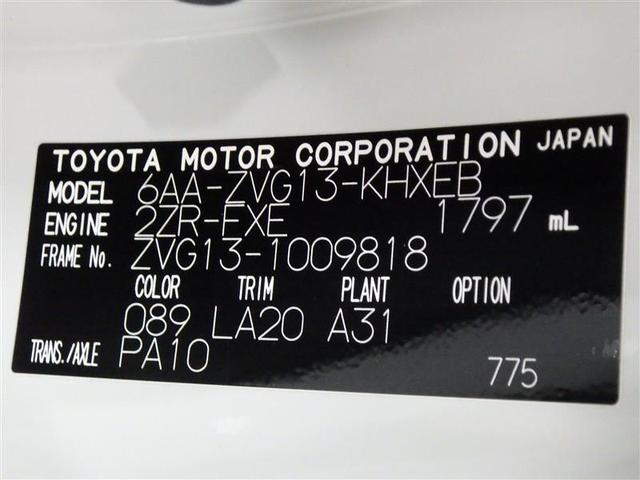 TOYOTA MOTOR CORPORATION JAPAN
MODEL 6AA-ZVG13-KHXEB
ENGINE 2ZR-FXE 1797 mL
FRAME No. ZVG13-1009818
COLOR TRIM PLANT OPTION
089 LA20 A31
TRANS./AXLE PA10
775